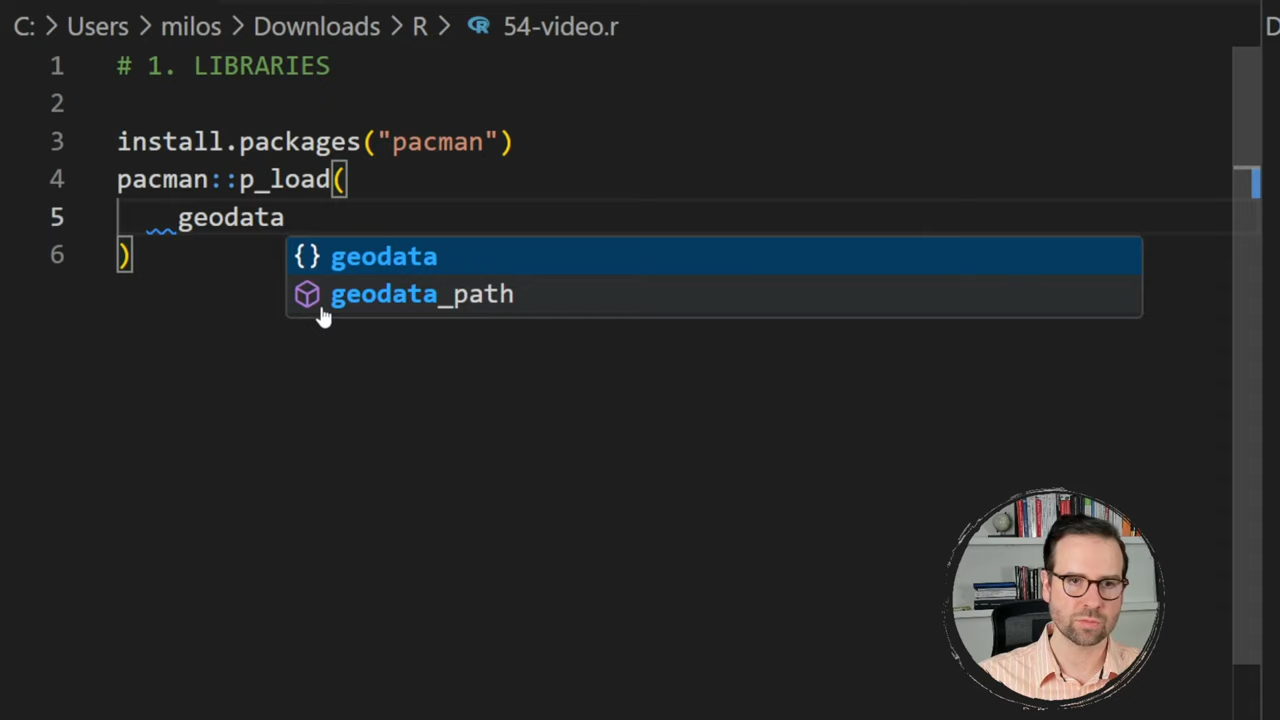 C: > Users > milos > Downloads > R > 54-video.r
1 # 1. LIBRARIES
2
3 install.packages("pacman")
4 pacman::p_load(
5 geodata
6 )
{} geodata
geodata_path